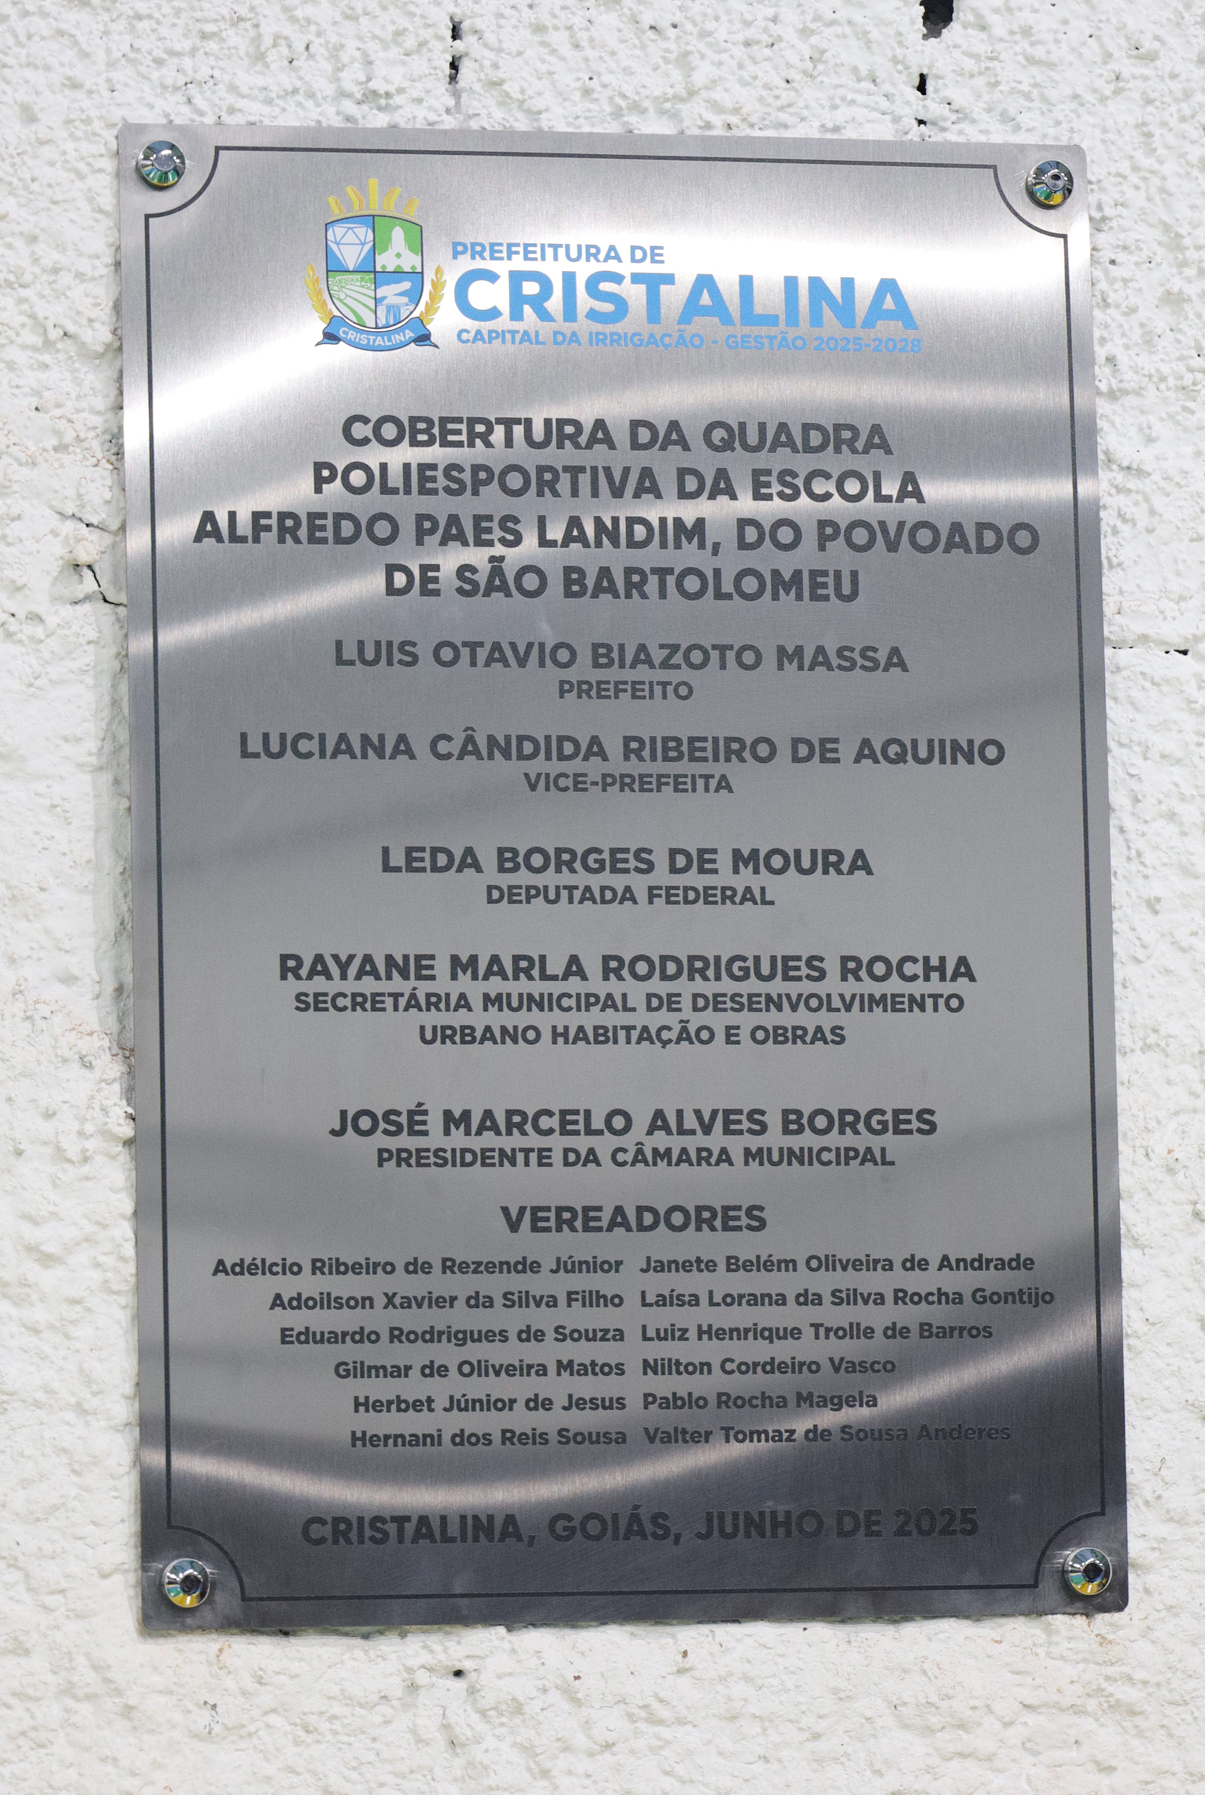 PREFEITURA DE
CRISTALINA
CAPITAL DA IRRIGAÇÃO - GESTÃO 2025-2028
CRISTALINA
COBERTURA DA QUADRA
POLIESPORTIVA DA ESCOLA
ALFREDO PAES LANDIM, DO POVOADO
DE SÃO BARTOLOMEU
LUIS OTAVIO BIAZOTO MASSA
PREFEITO
LUCIANA CÂNDIDA RIBEIRO DE AQUINO
VICE-PREFEITA
LEDA BORGES DE MOURA
DEPUTADA FEDERAL
RAYANE MARLA RODRIGUES ROCHA
SECRETÁRIA MUNICIPAL DE DESENVOLVIMENTO
URBANO HABITAÇÃO E OBRAS
JOSÉ MARCELO ALVES BORGES
PRESIDENTE DA CÂMARA MUNICIPAL
VEREADORES
Adélcio Ribeiro de Rezende Júnior Janete Belém Oliveira de Andrade
Adoilson Xavier da Silva Filho Laísa Lorana da Silva Rocha Gontijo
Eduardo Rodrigues de Souza Luiz Henrique Trolle de Barros
Gilmar de Oliveira Matos Nilton Cordeiro Vasco
Herbet Júnior de Jesus Pablo Rocha Magela
Hernani dos Reis Sousa Valter Tomaz de Sousa Anderes
CRISTALINA, GOIÁS, JUNHO DE 2025